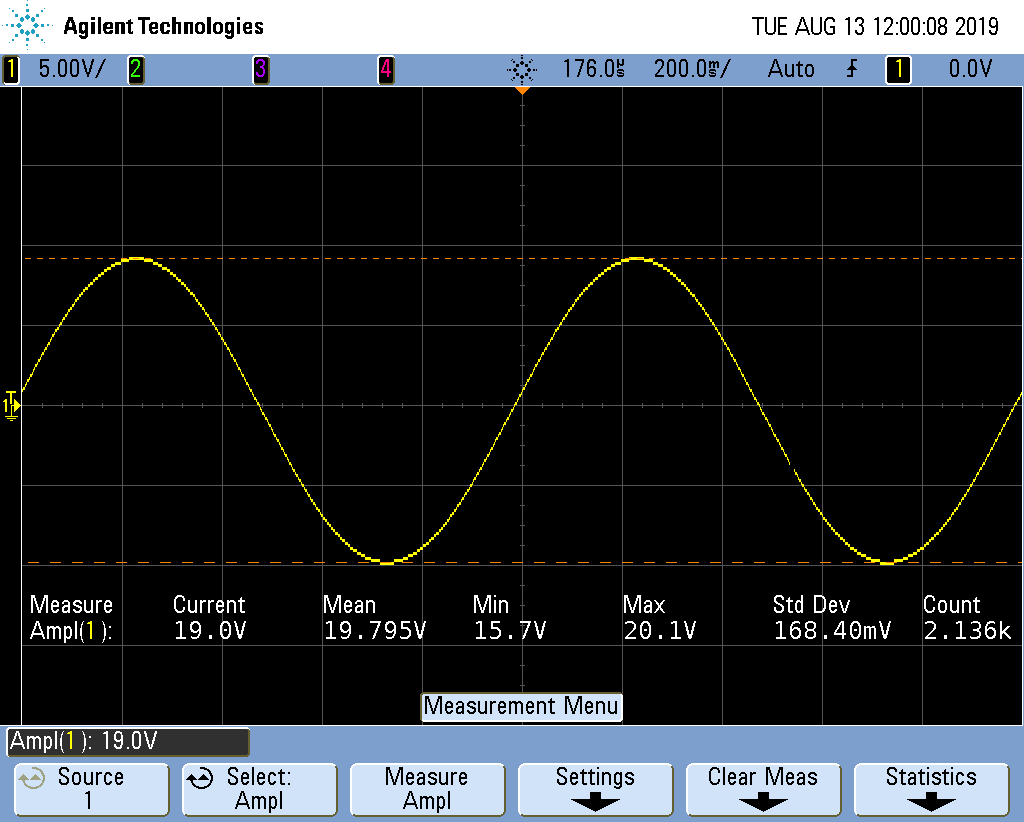 Agilent Technologies TUE AUG 13 12:00:08 2019
1 5.00V/ 2 3 4 176.0µs 200.0ms/ Auto 1 0.0V
1
Measure Current Mean Min Max Std Dev Count
Ampl(1): 19.0V 19.795V 15.7V 20.1V 168.40mV 2.136k
Measurement Menu
Ampl(1): 19.0V
Source Select: Measure Settings Clear Meas Statistics
1 Ampl Ampl